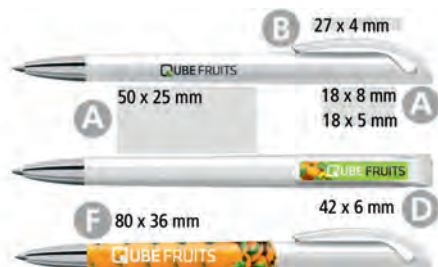 B 27 x 4 mm
QUBE FRUITS
A 50 x 25 mm
18 x 8 mm A
18 x 5 mm
QUBE FRUITS
F 80 x 36 mm
42 x 6 mm D
QUBE FRUITS